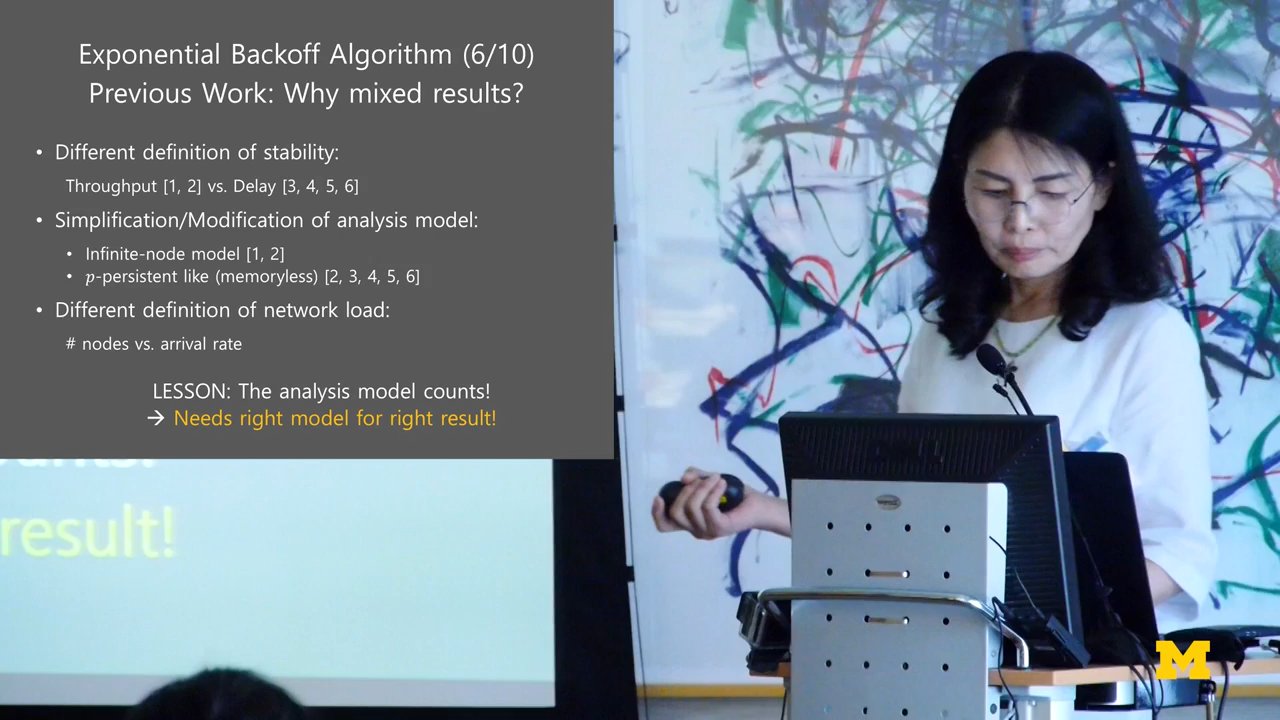 Exponential Backoff Algorithm (6/10)
Previous Work: Why mixed results?
• Different definition of stability:
Throughput [1, 2] vs. Delay [3, 4, 5, 6]
• Simplification/Modification of analysis model:
• Infinite-node model [1, 2]
• p-persistent like (memoryless) [2, 3, 4, 5, 6]
• Different definition of network load:
# nodes vs. arrival rate
LESSON: The analysis model counts!
→ Needs right model for right result!
result!
M